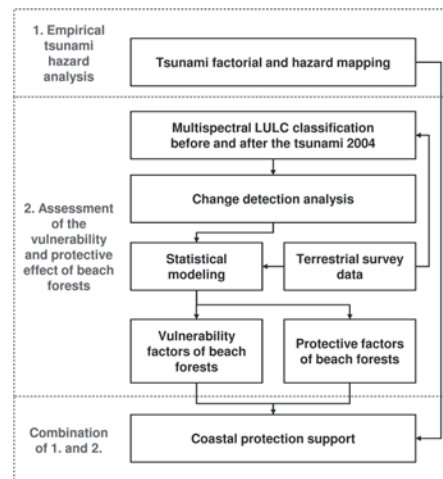 1. Empirical
tsunami
hazard
analysis
Tsunami factorial and hazard mapping
2. Assessment
of the
vulnerability
and protective
effect of beach
forests
Multispectral LULC classification
before and after the tsunami 2004
Change detection analysis
Statistical
modeling
Terrestrial survey
data
Vulnerability
factors of beach
forests
Protective factors
of beach forests
Combination
of 1. and 2.
Coastal protection support